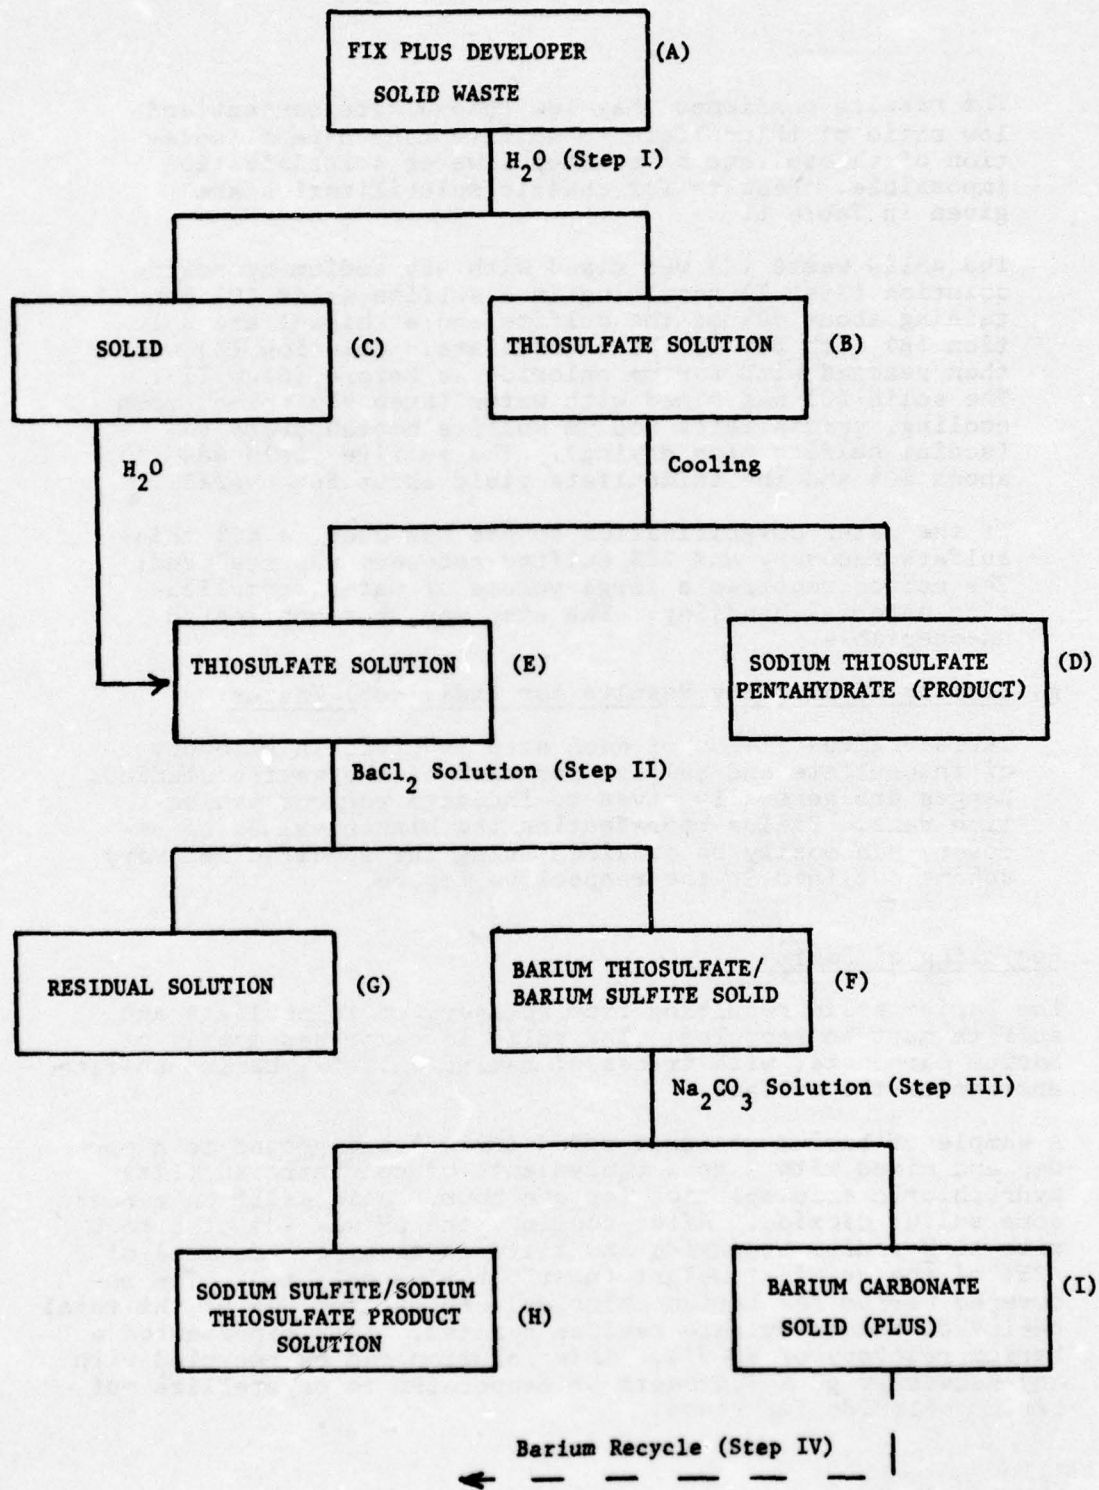 FIX PLUS DEVELOPER
SOLID WASTE
(A)
H2O (Step I)
SOLID
(C)
THIOSULFATE SOLUTION
(B)
H2O
Cooling
THIOSULFATE SOLUTION
(E)
SODIUM THIOSULFATE
PENTAHYDRATE (PRODUCT)
(D)
BaCl2 Solution (Step II)
RESIDUAL SOLUTION
(G)
BARIUM THIOSULFATE/
BARIUM SULFITE SOLID
(F)
Na2CO3 Solution (Step III)
SODIUM SULFITE/SODIUM
THIOSULFATE PRODUCT
SOLUTION
(H)
BARIUM CARBONATE
SOLID (PLUS)
(I)
Barium Recycle (Step IV)